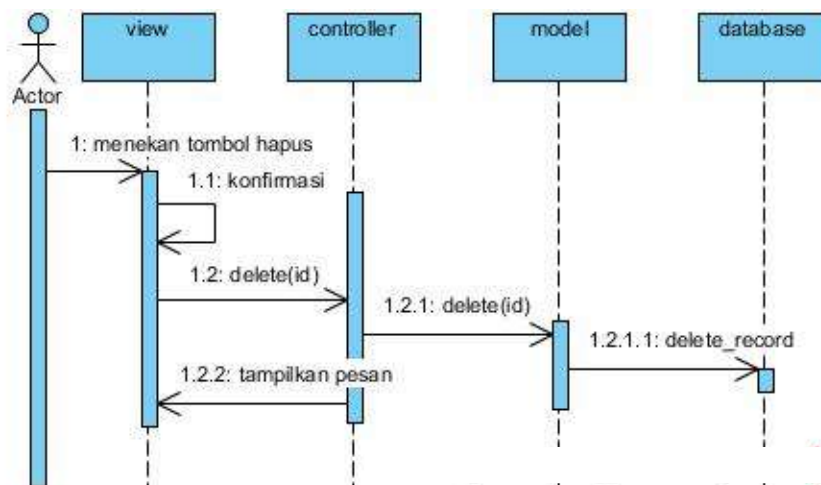 view
controller
model
database
Actor
1: menekan tombol hapus
1.1: konfirmasi
1.2: delete(id)
1.2.1: delete(id)
1.2.1.1: delete_record
1.2.2: tampilkan pesan